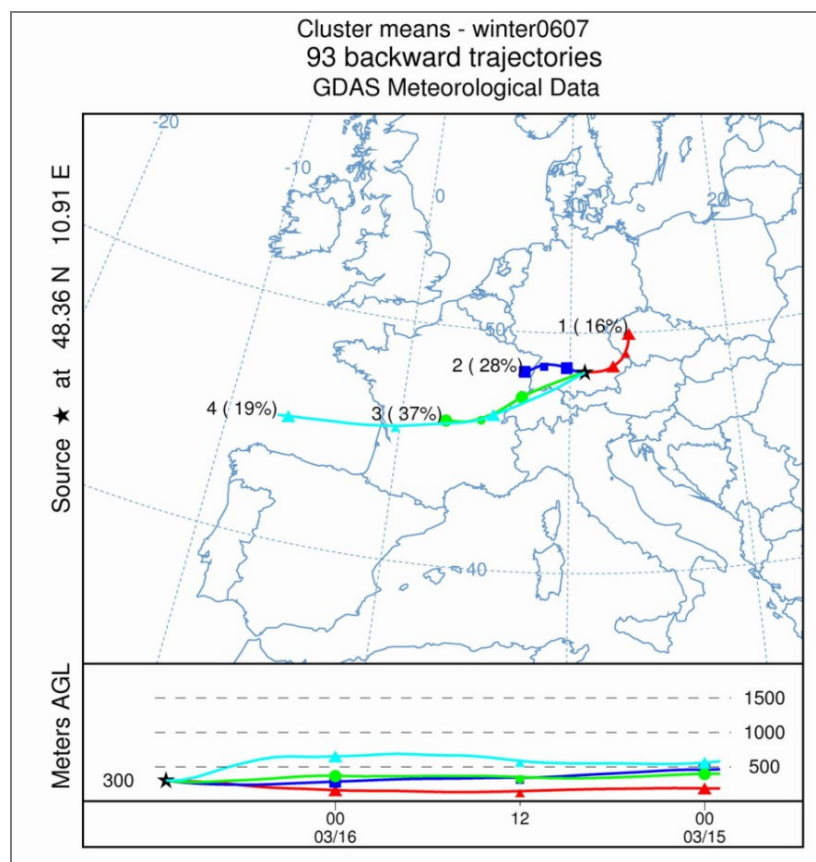 Cluster means - winter0607
93 backward trajectories
GDAS Meteorological Data
Source ★ at 48.36 N 10.91 E
-20
-10
0
10
20
50
1 ( 16%)
2 ( 28%)
4 ( 19%)
3 ( 37%)
40
Meters AGL
1500
1000
500
300
00
12
00
03/16
03/15